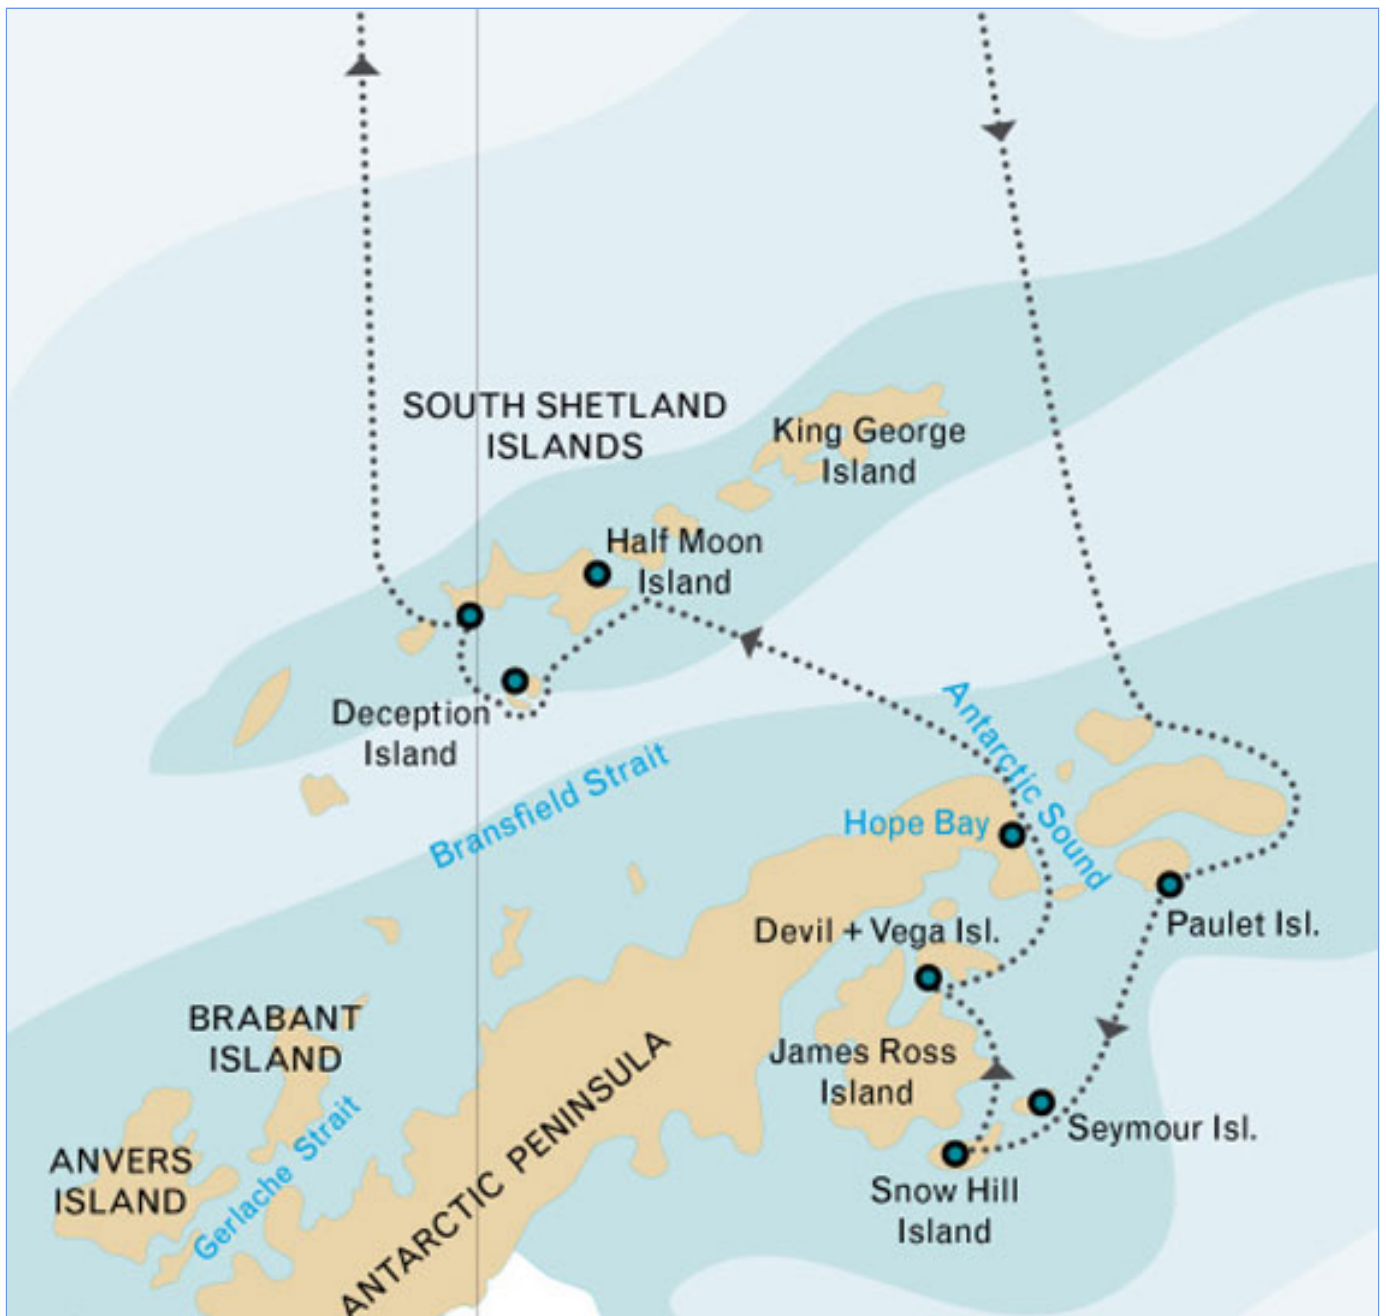 SOUTH SHETLAND
ISLANDS
King George
Island
Half Moon
Island
Deception
Island
Antarctic Sound
Bransfield Strait
Hope Bay
Devil + Vega Isl.
Paulet Isl.
BRABANT
ISLAND
James Ross
Island
Seymour Isl.
ANVERS
ISLAND
Gerlache Strait
ANTARCTIC PENINSULA
Snow Hill
Island